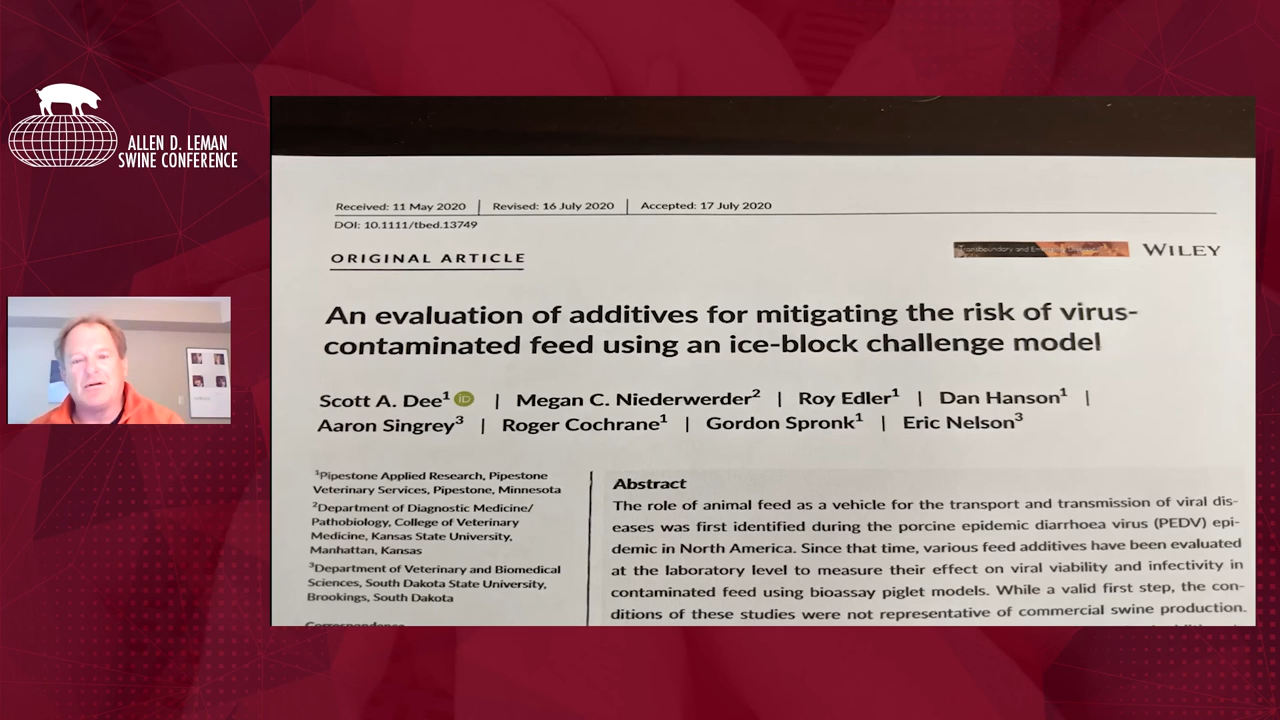 ALLEN D. LEMAN
SWINE CONFERENCE
Received: 11 May 2020 | Revised: 16 July 2020 | Accepted: 17 July 2020
DOI: 10.1111/tbed.13749
ORIGINAL ARTICLE
Transboundary and Emerging Diseases
WILEY
An evaluation of additives for mitigating the risk of virus-
contaminated feed using an ice-block challenge model
Scott A. Dee1 iD | Megan C. Niederwerder2 | Roy Edler1 | Dan Hanson1 |
Aaron Singrey3 | Roger Cochrane1 | Gordon Spronk1 | Eric Nelson3
1Pipestone Applied Research, Pipestone
Veterinary Services, Pipestone, Minnesota
2Department of Diagnostic Medicine/
Pathobiology, College of Veterinary
Medicine, Kansas State University,
Manhattan, Kansas
3Department of Veterinary and Biomedical
Sciences, South Dakota State University,
Brookings, South Dakota
Abstract
The role of animal feed as a vehicle for the transport and transmission of viral dis-
eases was first identified during the porcine epidemic diarrhoea virus (PEDV) epi-
demic in North America. Since that time, various feed additives have been evaluated
at the laboratory level to measure their effect on viral viability and infectivity in
contaminated feed using bioassay piglet models. While a valid first step, the con-
ditions of these studies were not representative of commercial swine production.